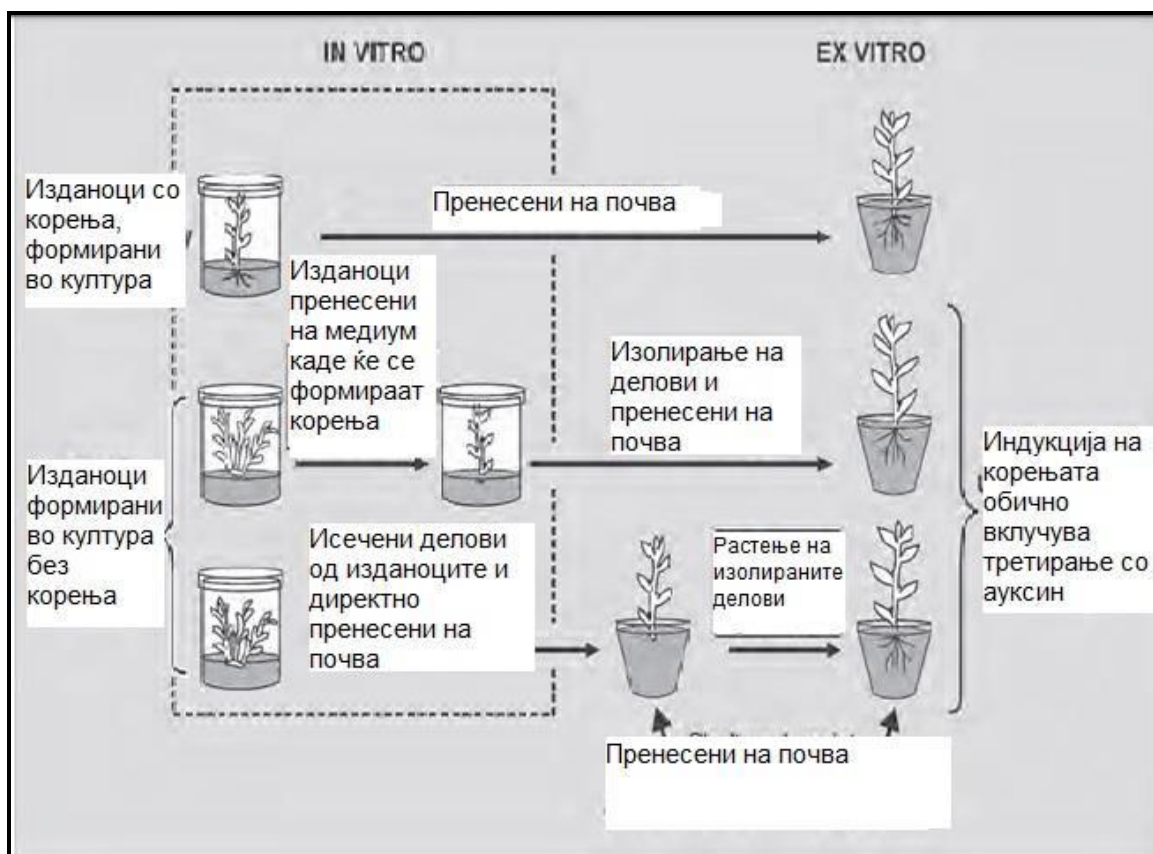 IN VITRO
EX VITRO
Изданоци со
корења,
формирани
во култура
Пренесени на почва
Изданоци
пренесени
на медиум
каде ќе се
формираат
корења
Изолирање на
делови и
пренесени на
почва
Изданоци
формирани
во култура
без
корења
Исечени делови
од изданоците и
директно
пренесени на
почва
Растење на
изолираните
делови
Индукција на
корењата
обично
вклучува
третирање со
ауксин
Пренесени на почва